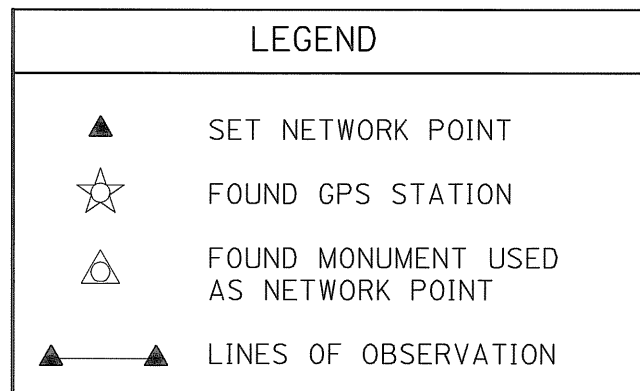 LEGEND
SET NETWORK POINT
FOUND GPS STATION
FOUND MONUMENT USED
AS NETWORK POINT
LINES OF OBSERVATION